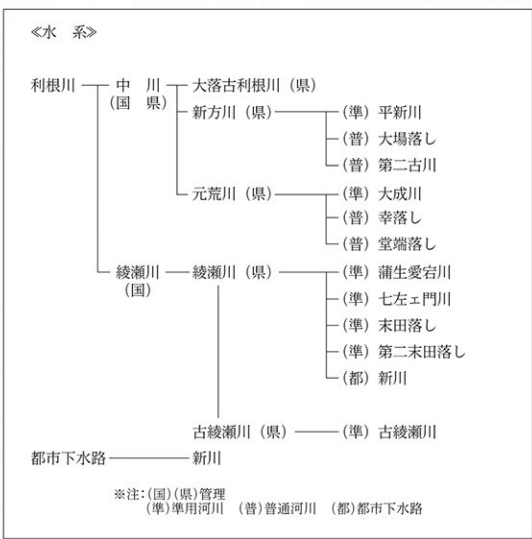 ≪水　系≫
利根川 中　川 大落古利根川（県）
(国　県) 新方川（県） (準) 平新川
(普) 大場落し
(普) 第二古川
元荒川（県） (準) 大成川
(普) 幸落し
(普) 堂端落し
綾瀬川 綾瀬川（県） (準) 蒲生愛宕川
(国) (準) 七左ェ門川
(準) 末田落し
(準) 第二末田落し
(都) 新川
古綾瀬川（県） (準) 古綾瀬川
都市下水路 新川
※注:(国)(県)管理
(準)準用河川　(普)普通河川　(都)都市下水路